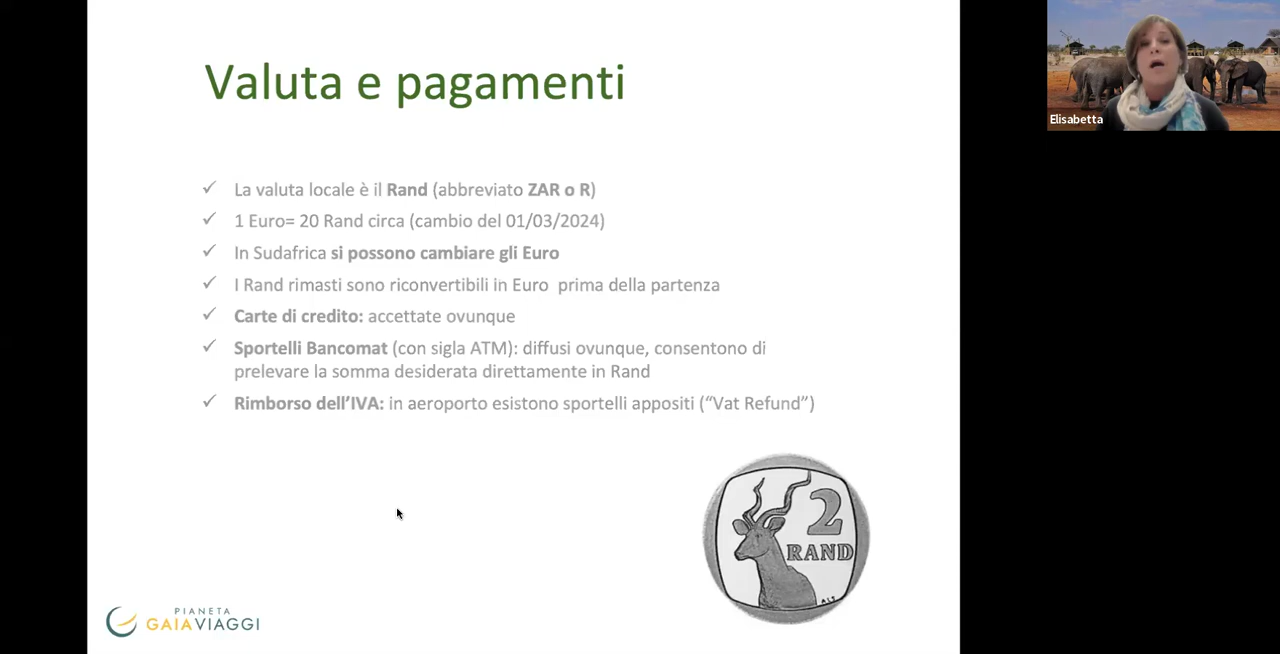 Valuta e pagamenti
Elisabetta
La valuta locale è il Rand (abbreviato ZAR o R)
1 Euro= 20 Rand circa (cambio del 01/03/2024)
In Sudafrica si possono cambiare gli Euro
I Rand rimasti sono riconvertibili in Euro  prima della partenza
Carte di credito: accettate ovunque
Sportelli Bancomat (con sigla ATM): diffusi ovunque, consentono di
prelevare la somma desiderata direttamente in Rand
Rimborso dell’IVA: in aeroporto esistono sportelli appositi (“Vat Refund”)
2
RAND
ALS
PIANETA
GAIAVIAGGI